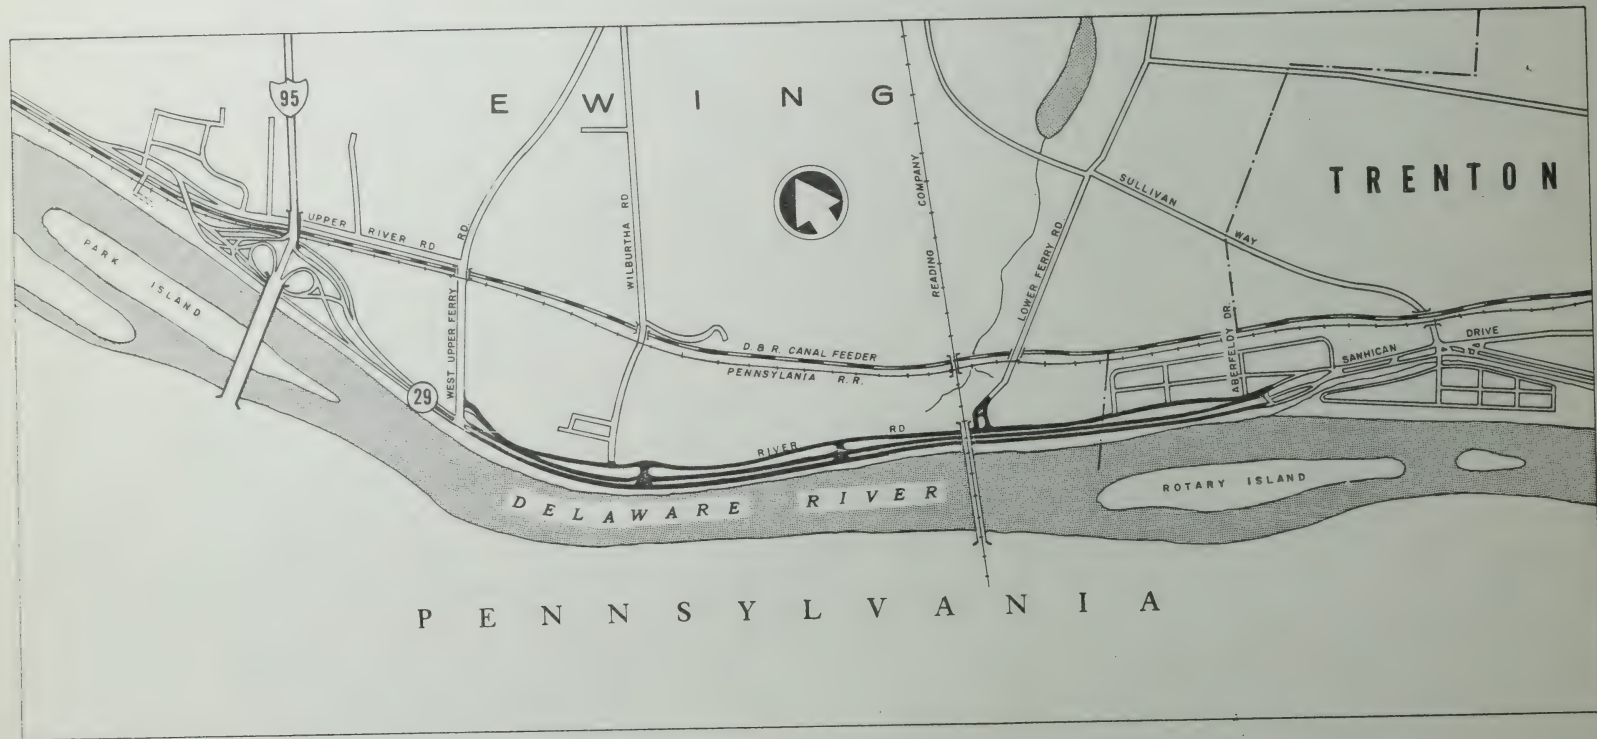 95
E W I N G
TRENTON
COMPANY
READING
SULLIVAN
WAY
UPPER RIVER RD
RD
WEST UPPER FERRY
WILBURTHA RD
LOWER FERRY RD
PARK
ISLAND
D. & R. CANAL FEEDER
PENNSYLANIA R.R.
ABERFELDY DR.
SANHICAN
DRIVE
29
RIVER RD
DELAWARE RIVER
ROTARY ISLAND
PENNSYLVANIA